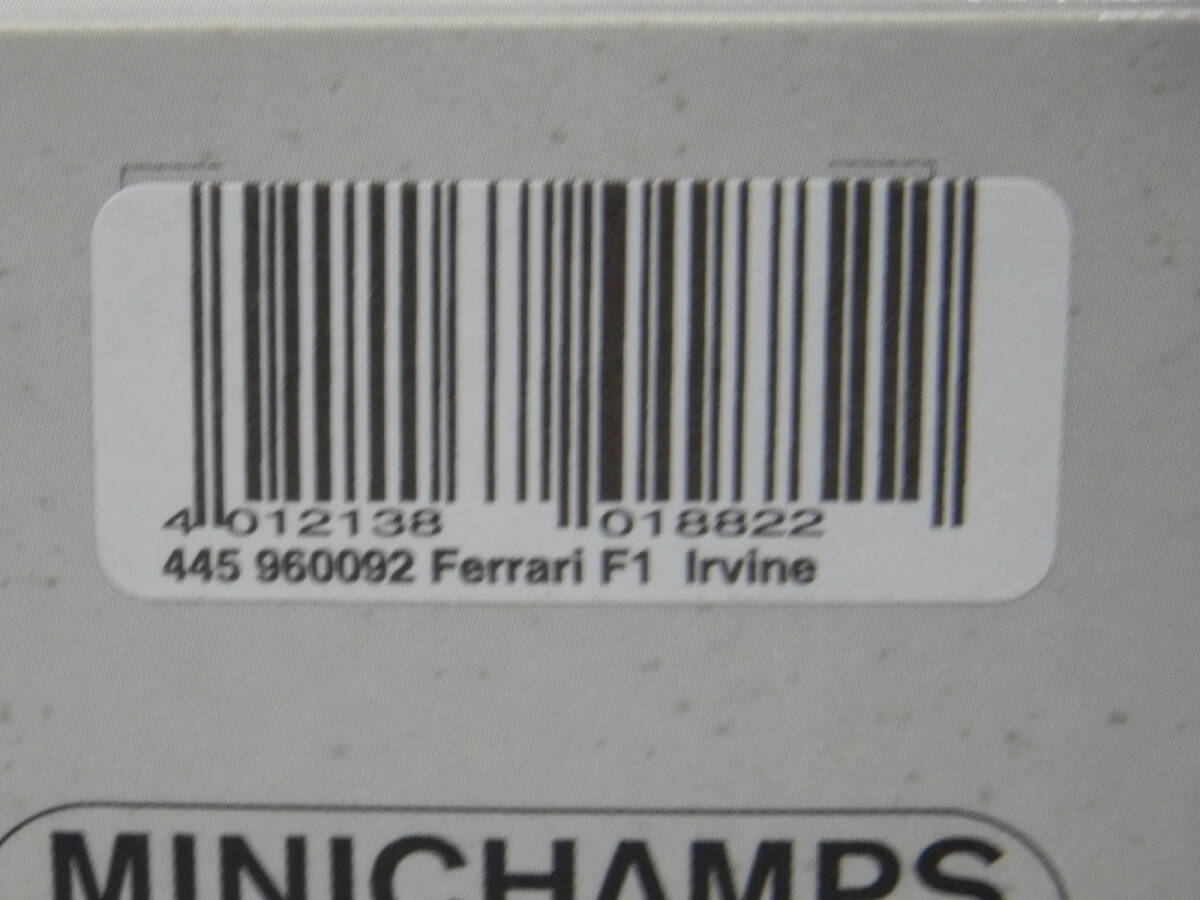 4 012138 018822
445 960092 Ferrari F1 Irvine
MINICHAMPS